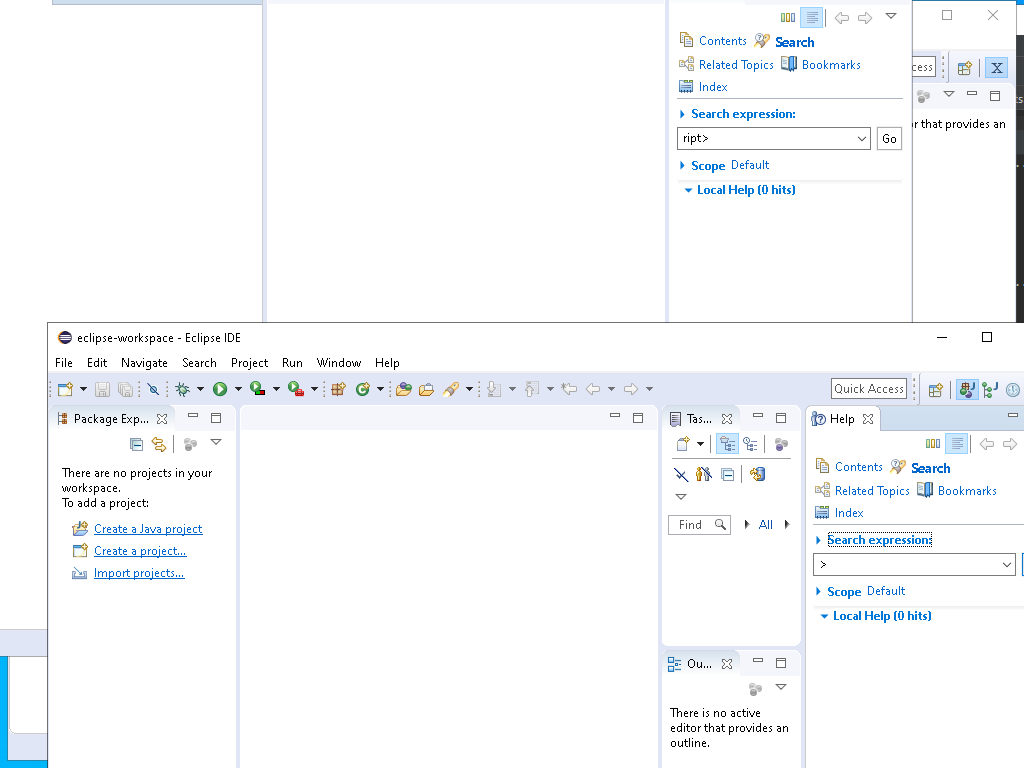 Contents Search
Related Topics Bookmarks
Index
Search expression:
ript> Go
Scope Default
Local Help (0 hits)
cess
r that provides an
eclipse-workspace - Eclipse IDE
File Edit Navigate Search Project Run Window Help
Quick Access
Package Exp...
There are no projects in your
workspace.
To add a project:
Create a Java project
Create a project...
Import projects...
Tas...
Find All
Ou...
There is no active
editor that provides an
outline.
Help
Contents Search
Related Topics Bookmarks
Index
Search expression:
>
Scope Default
Local Help (0 hits)